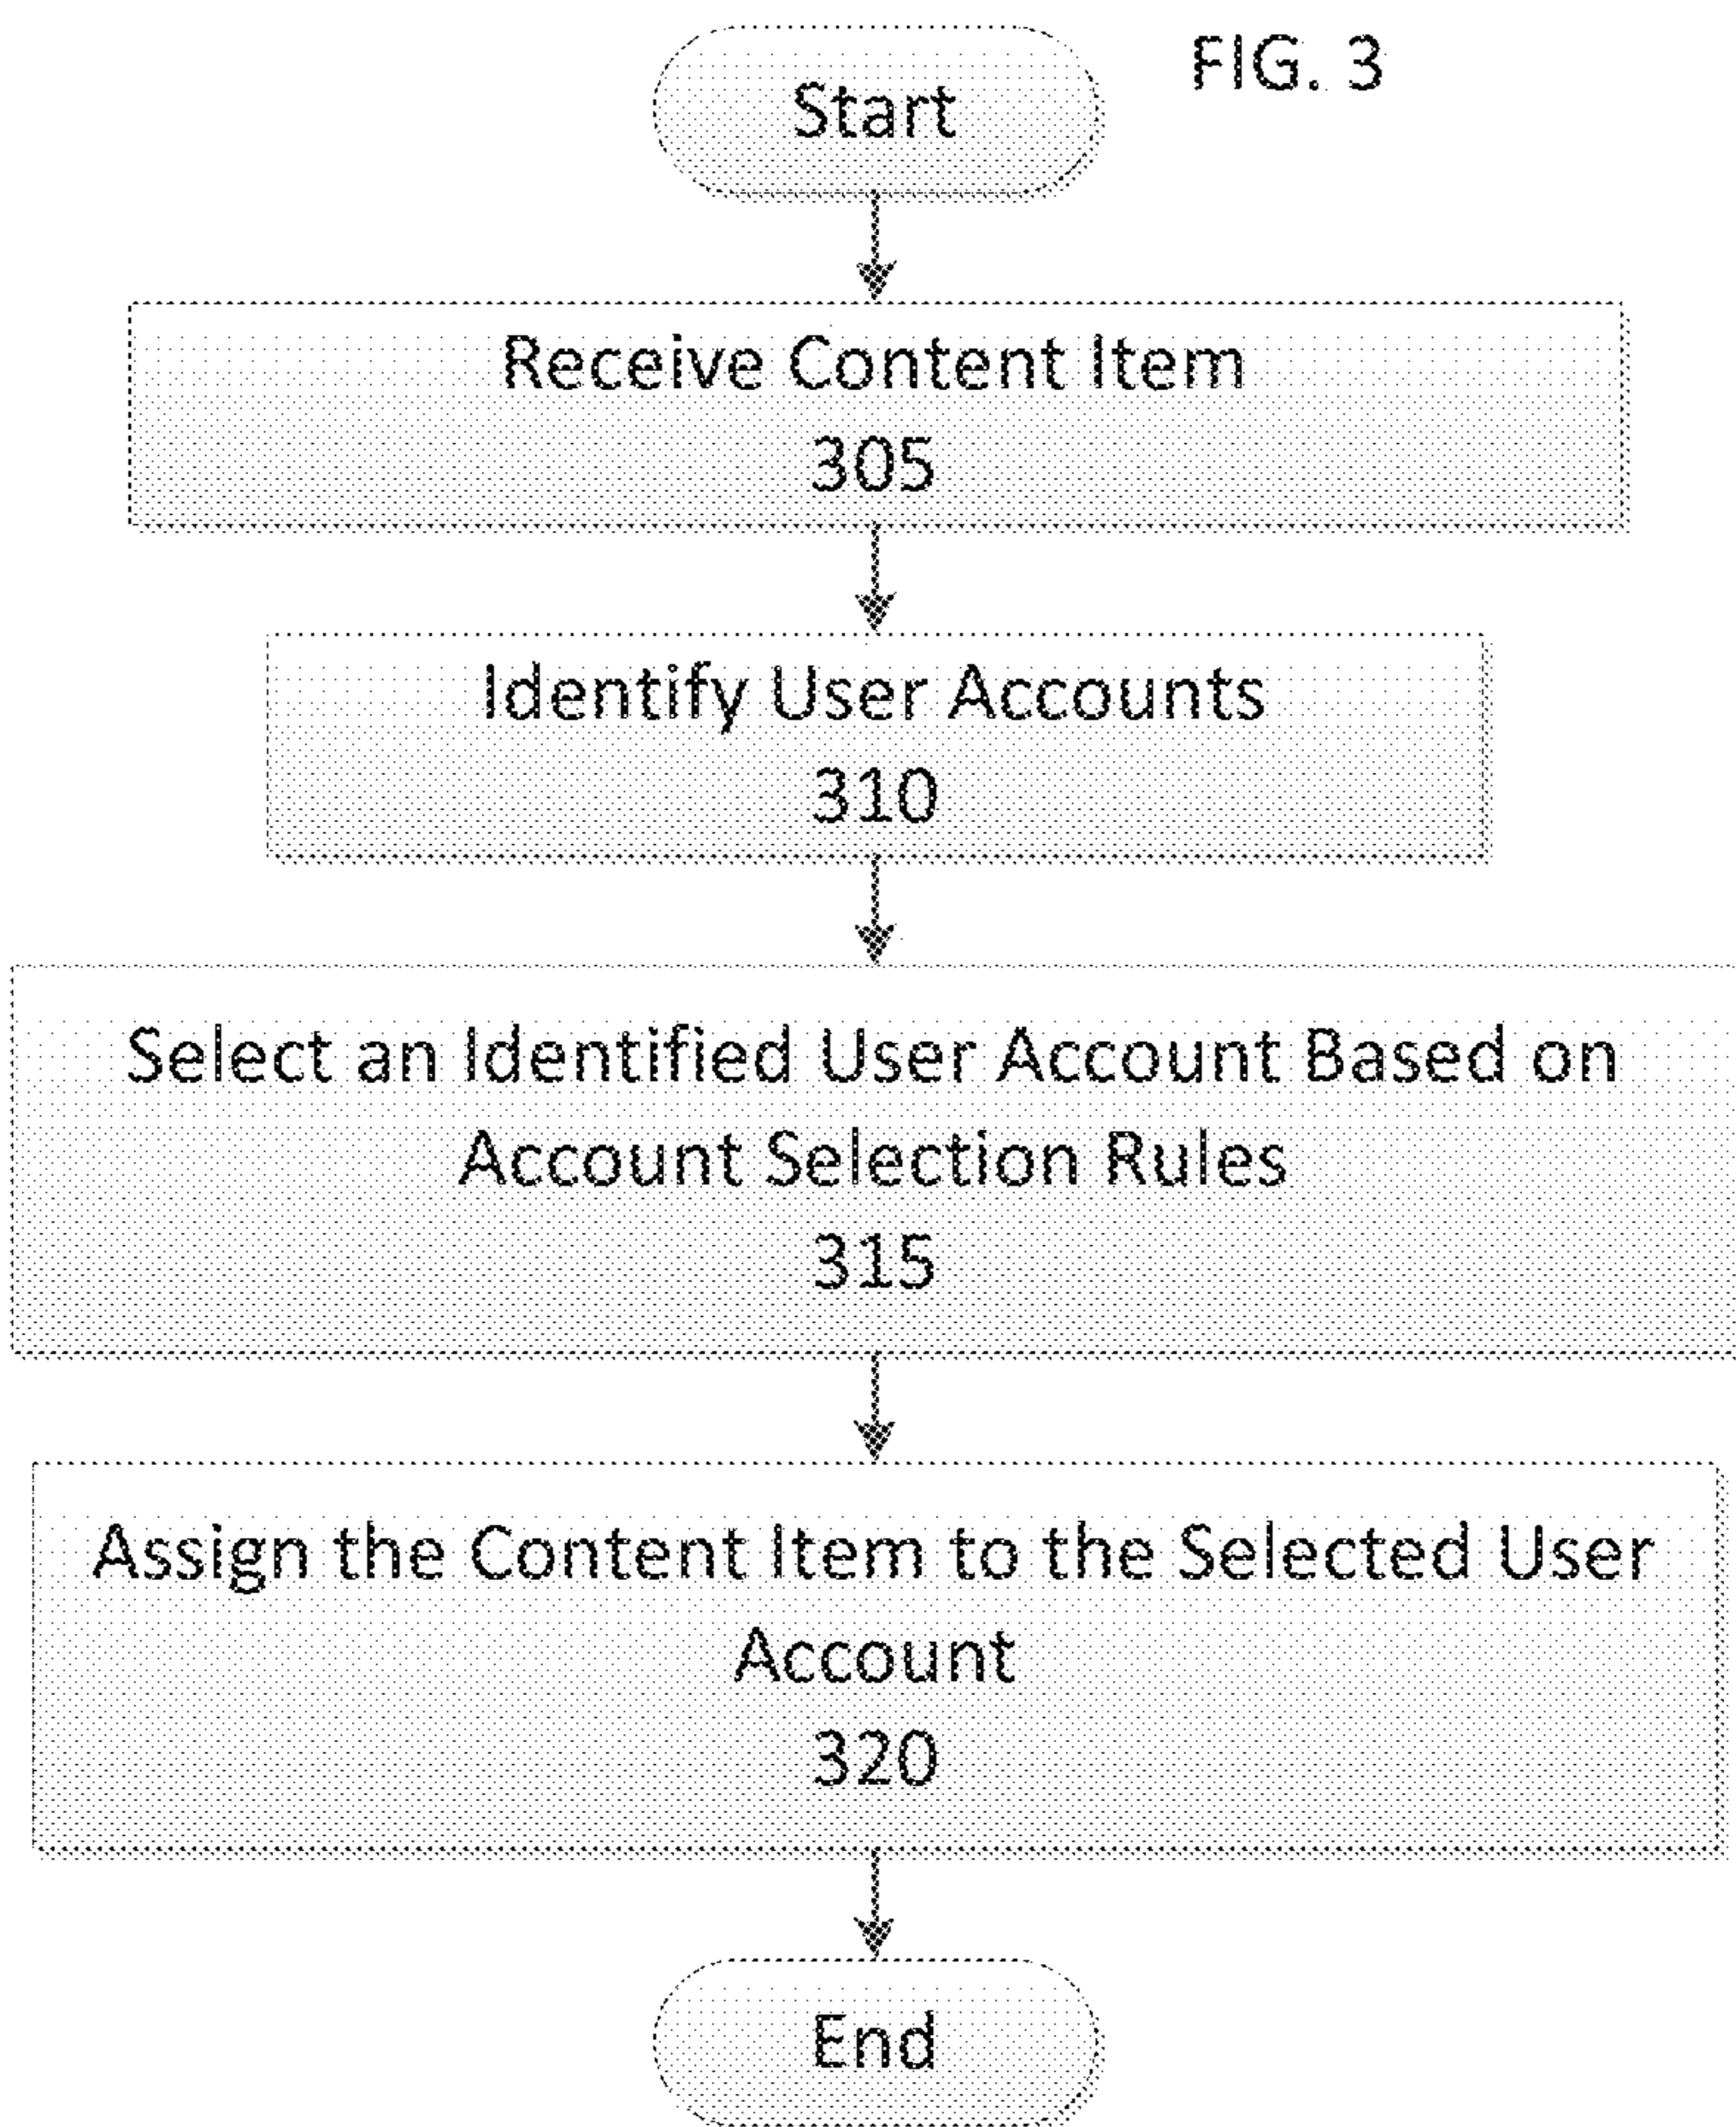 FIG. 3
Start
Receive Content Item
305
Identify User Accounts
310
Select an Identified User Account Based on
Account Selection Rules
315
Assign the Content Item to the Selected User
Account
320
End